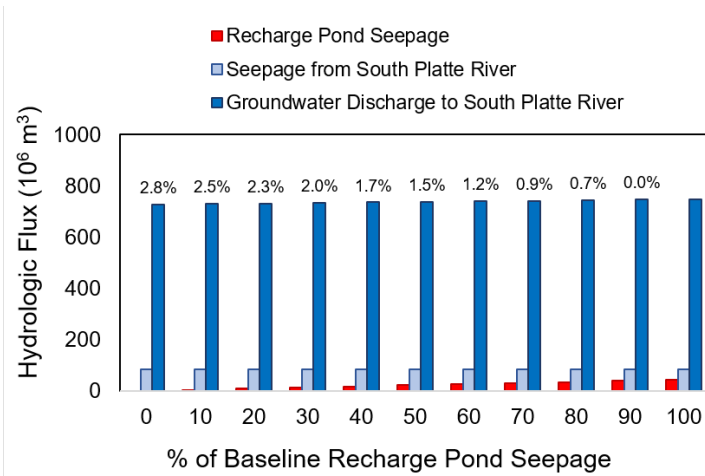 Recharge Pond Seepage
Seepage from South Platte River
Groundwater Discharge to South Platte River
Hydrologic Flux (10⁶ m³)
1000
800
600
400
200
0
2.8% 2.5% 2.3% 2.0% 1.7% 1.5% 1.2% 0.9% 0.7% 0.0%
0 10 20 30 40 50 60 70 80 90 100
% of Baseline Recharge Pond Seepage